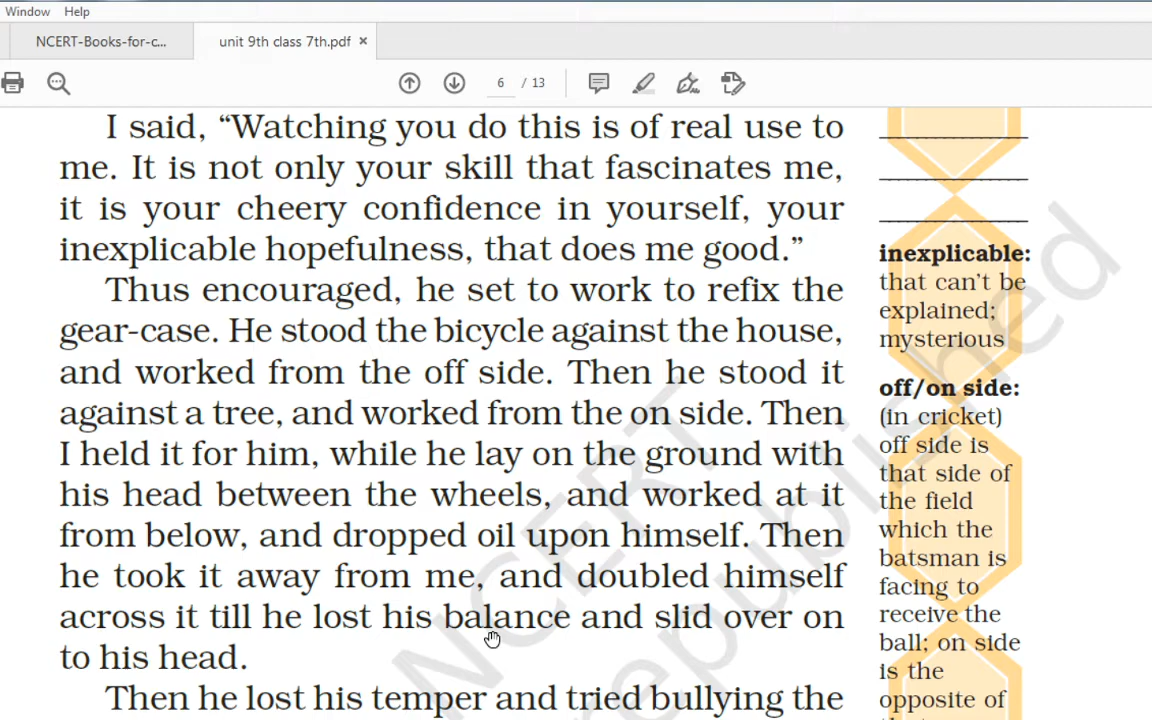 Window Help
NCERT-Books-for-c... unit 9th class 7th.pdf ×
6 / 13
I said, “Watching you do this is of real use to
me. It is not only your skill that fascinates me,
it is your cheery confidence in yourself, your
inexplicable hopefulness, that does me good.”
Thus encouraged, he set to work to refix the
gear-case. He stood the bicycle against the house,
and worked from the off side. Then he stood it
against a tree, and worked from the on side. Then
I held it for him, while he lay on the ground with
his head between the wheels, and worked at it
from below, and dropped oil upon himself. Then
he took it away from me, and doubled himself
across it till he lost his balance and slid over on
to his head.
Then he lost his temper and tried bullying the
inexplicable:
that can’t be
explained;
mysterious
off/on side:
(in cricket)
off side is
that side of
the field
which the
batsman is
facing to
receive the
ball; on side
is the
opposite of
NCERT
republished